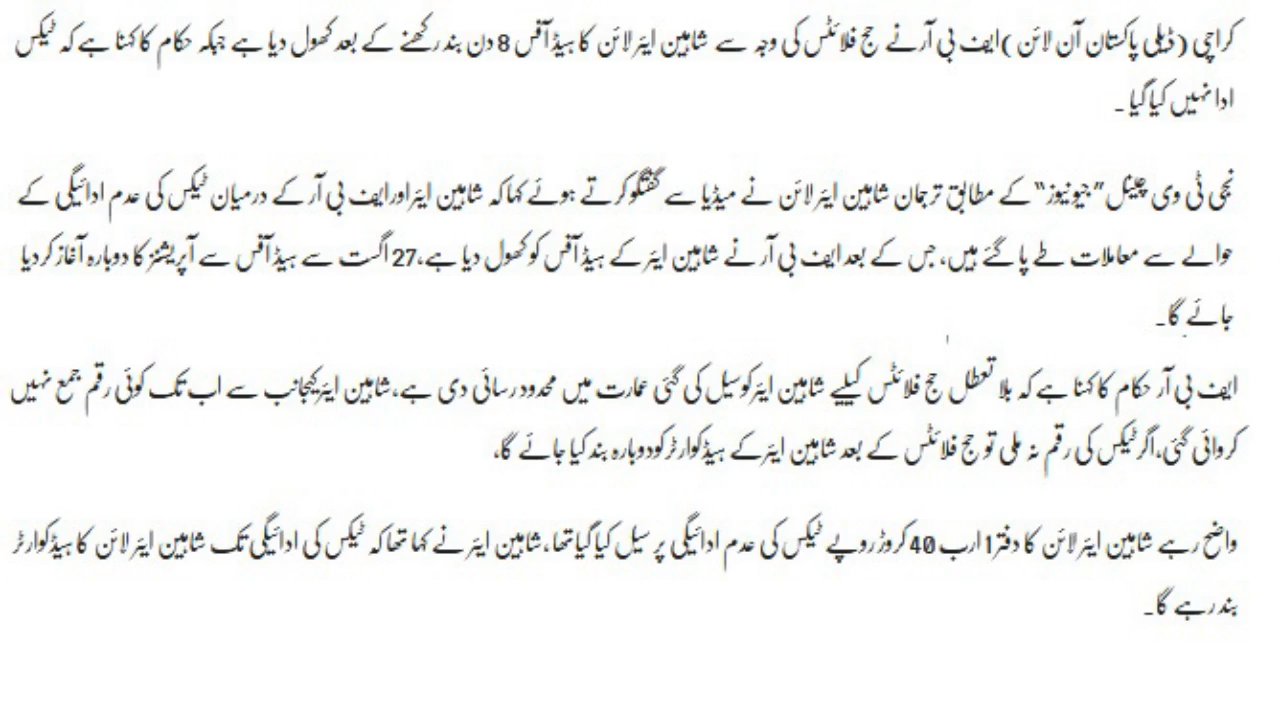 کراچی (ڈیلی پاکستان آن لائن)ایف بی آرنے حج فلائٹس کی وجہ سے شاہین ایئر لائن کا ہیڈ آفس 8 دن بند رکھنے کے بعد کھول دیا ہے جبکہ حکام کا کہنا ہے کہ ٹیکس
ادا نہیں کیا گیا ۔
نجی ٹی وی چینل ”جیو نیوز“ کے مطابق ترجمان شاہین ایئر لائن نے میڈیا سے گفتگو کرتے ہوئے کہا کہ شاہین ایئر اورایف بی آر کے درمیان ٹیکس کی عدم ادائیگی کے
حوالے سے معاملات طے پا گئے ہیں، جس کے بعد ایف بی آر نے شاہین ایئر کے ہیڈ آفس کو کھول دیا ہے،27 اگست سے ہیڈ آفس سے آپریشنز کا دوبارہ آغاز کر دیا
جائے گا۔
ایف بی آر حکام کا کہنا ہے کہ بلا تعطل حج فلائٹس کیلیے شاہین ایئر کوسیل کی گئی عمارت میں محدود رسائی دی ہے،شاہین ایئر کیجانب سے اب تک کوئی رقم جمع نہیں
کروائی گئی،اگر ٹیکس کی رقم نہ ملی تو حج فلائٹس کے بعد شاہین ایئر کے ہیڈ کوارٹر کو دوبارہ بند کیا جائے گا،
واضح رہے شاہین ایئر لائن کا دفتر 1 ارب 40 کروڑ روپے ٹیکس کی عدم ادائیگی پر سیل کیا گیا تھا،شاہین ایئر نے کہا تھا کہ ٹیکس کی ادائیگی تک شاہین ایئر لائن کا ہیڈ کوارٹر
بند رہے گا۔